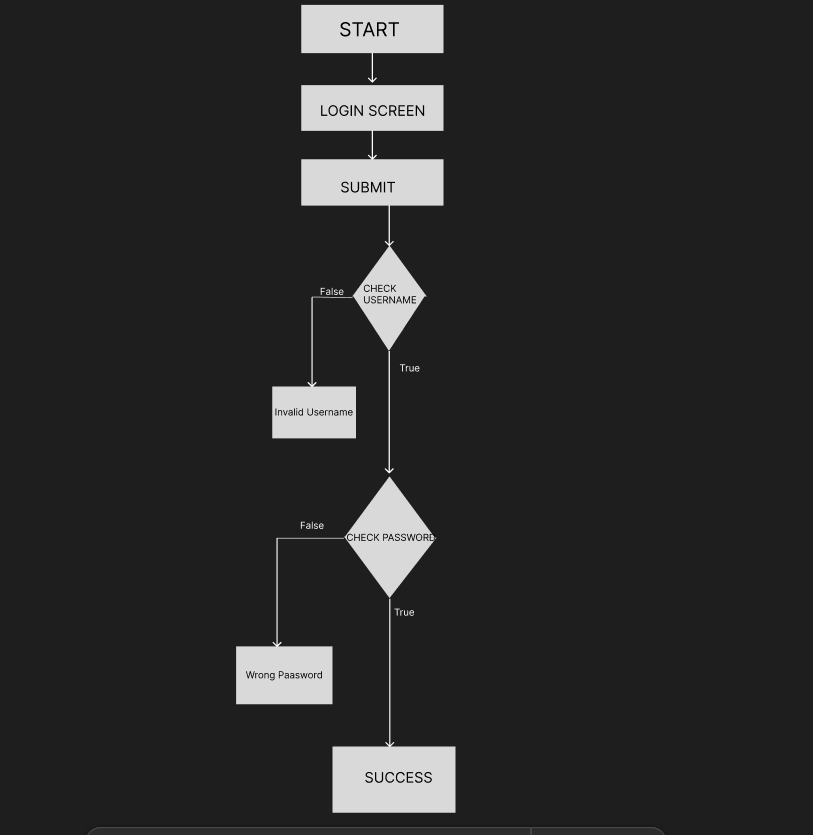 START
LOGIN SCREEN
SUBMIT
CHECK
USERNAME
False
True
Invalid Username
CHECK PASSWORD
False
True
Wrong Paasword
SUCCESS